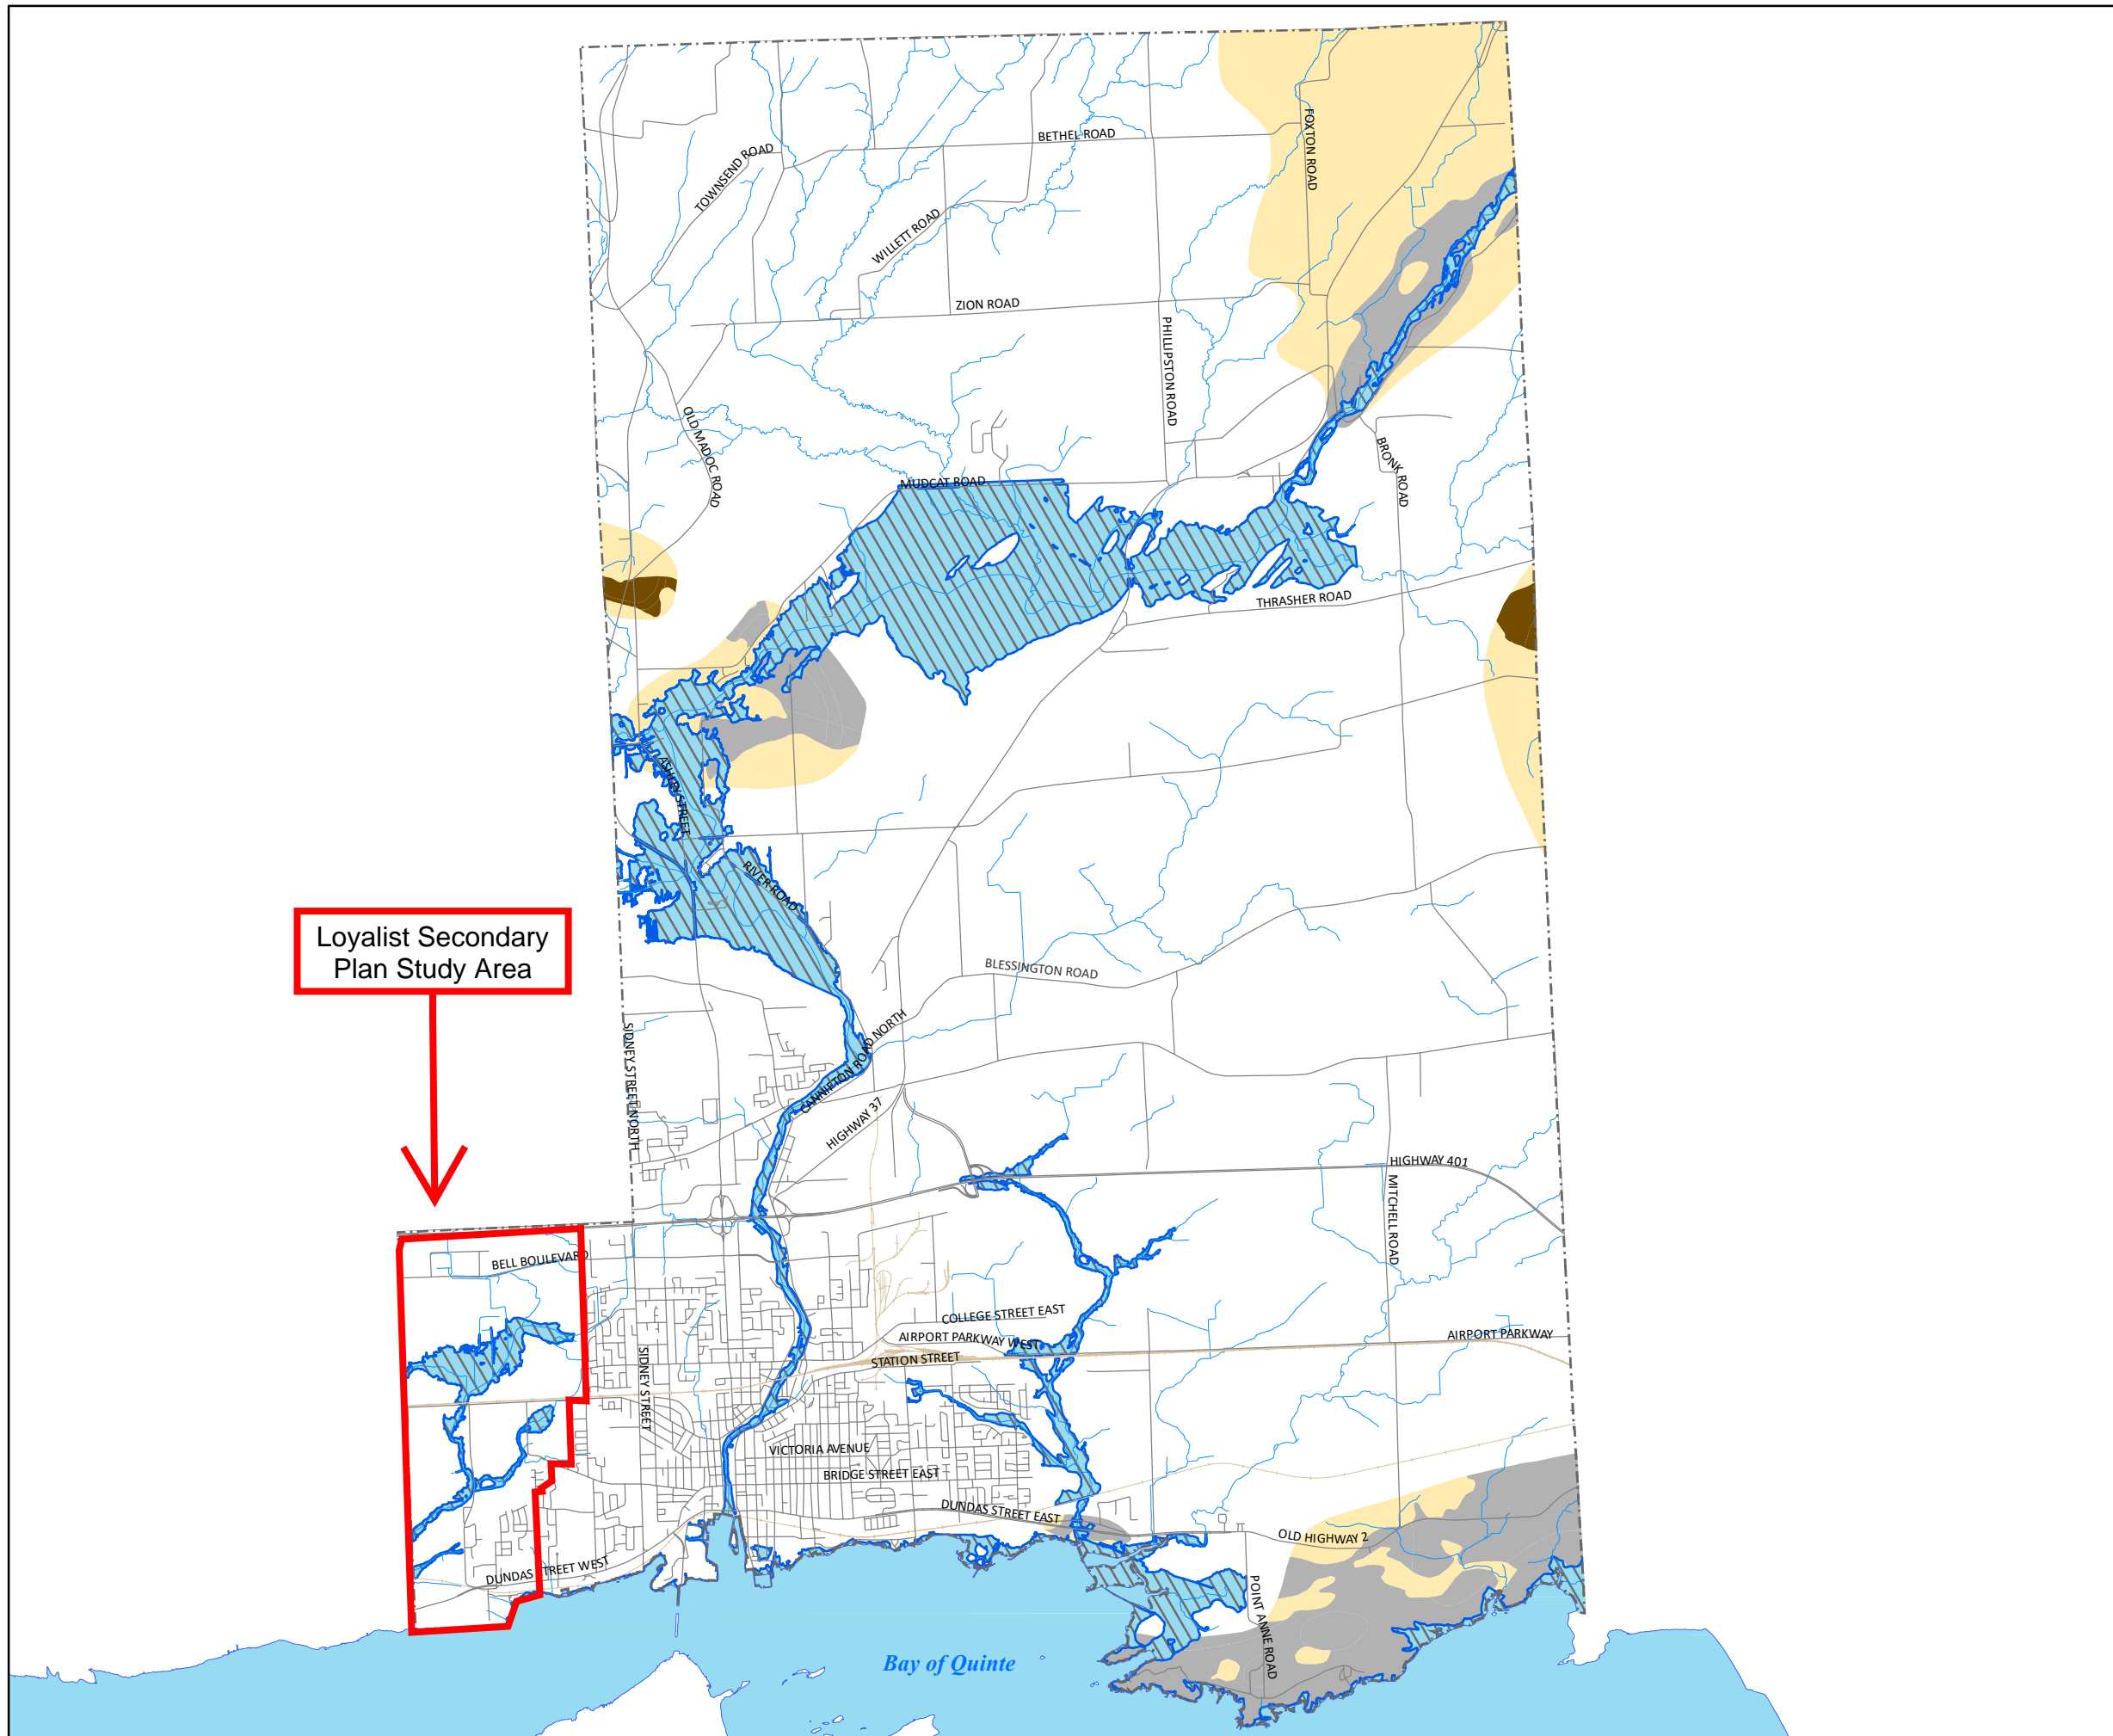 BETHEL ROAD
FOXTON ROAD
TOWNSEND ROAD
WILLETT ROAD
ZION ROAD
PHILLIPSTON ROAD
OLD MADOC ROAD
BRONK ROAD
MUDCAT ROAD
THRASHER ROAD
ASHLEY STREET
RIVER ROAD
Loyalist Secondary
Plan Study Area
BLESSINGTON ROAD
SIDNEY STREET NORTH
CANNIFTON ROAD NORTH
HIGHWAY 37
HIGHWAY 401
MITCHELL ROAD
BELL BOULEVARD
COLLEGE STREET EAST
AIRPORT PARKWAY WEST
AIRPORT PARKWAY
STATION STREET
SIDNEY STREET
VICTORIA AVENUE
BRIDGE STREET EAST
DUNDAS STREET EAST
OLD HIGHWAY 2
DUNDAS STREET WEST
POINT ANNE ROAD
Bay of Quinte